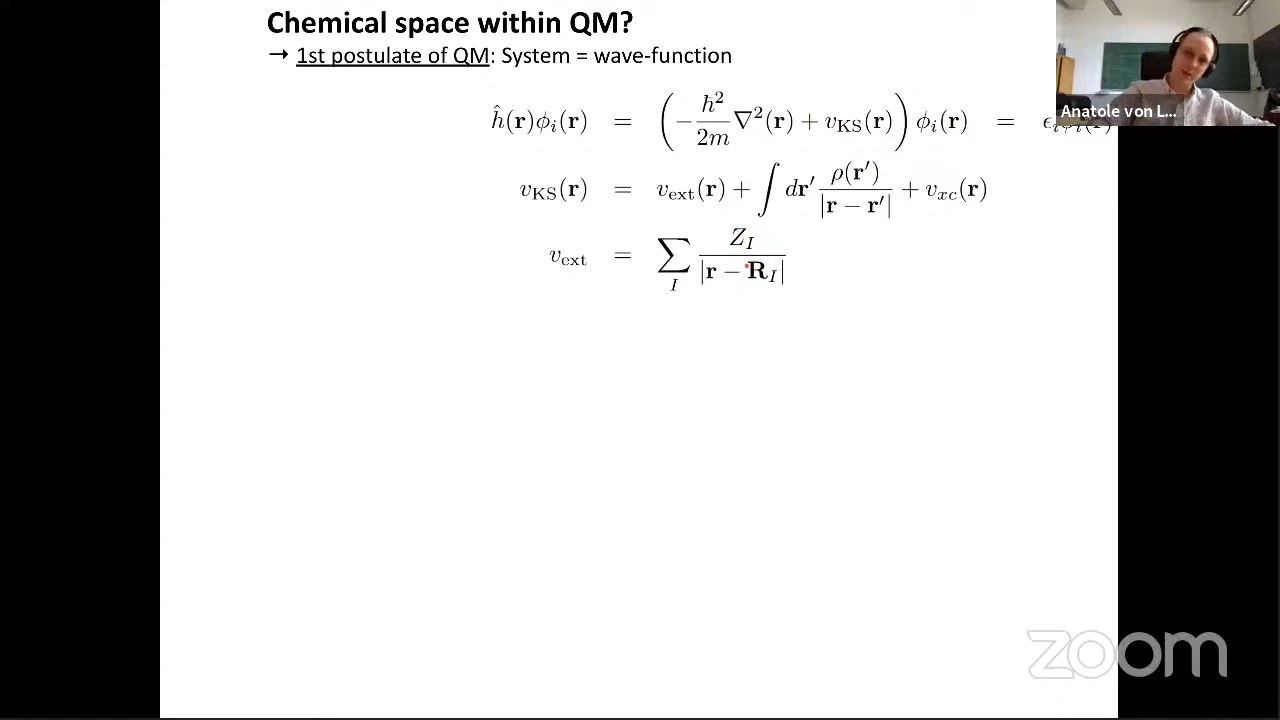 Chemical space within QM?
→ 1st postulate of QM: System = wave-function
Anatole von L...
ĥ(r)ϕᵢ(r) = (−ℏ²/2m ∇²(r) + v_KS(r)) ϕᵢ(r) =
v_KS(r) = v_ext(r) + ∫ dr′ ρ(r′)/|r − r′| + v_xc(r)
v_ext = ∑_I Z_I/|r − R_I|
zoom